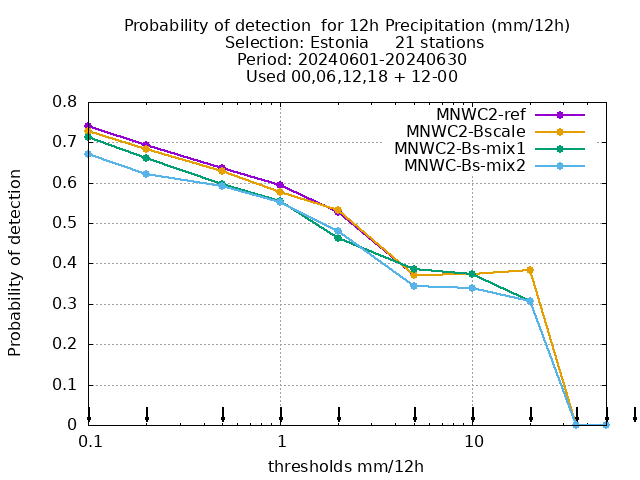 Probability of detection  for 12h Precipitation (mm/12h)
Selection: Estonia     21 stations
Period: 20240601-20240630
Used 00,06,12,18 + 12-00
MNWC2-ref
MNWC2-Bscale
MNWC2-Bs-mix1
MNWC-Bs-mix2
Probability of detection
0.8
0.7
0.6
0.5
0.4
0.3
0.2
0.1
0
0.1
1
10
thresholds mm/12h